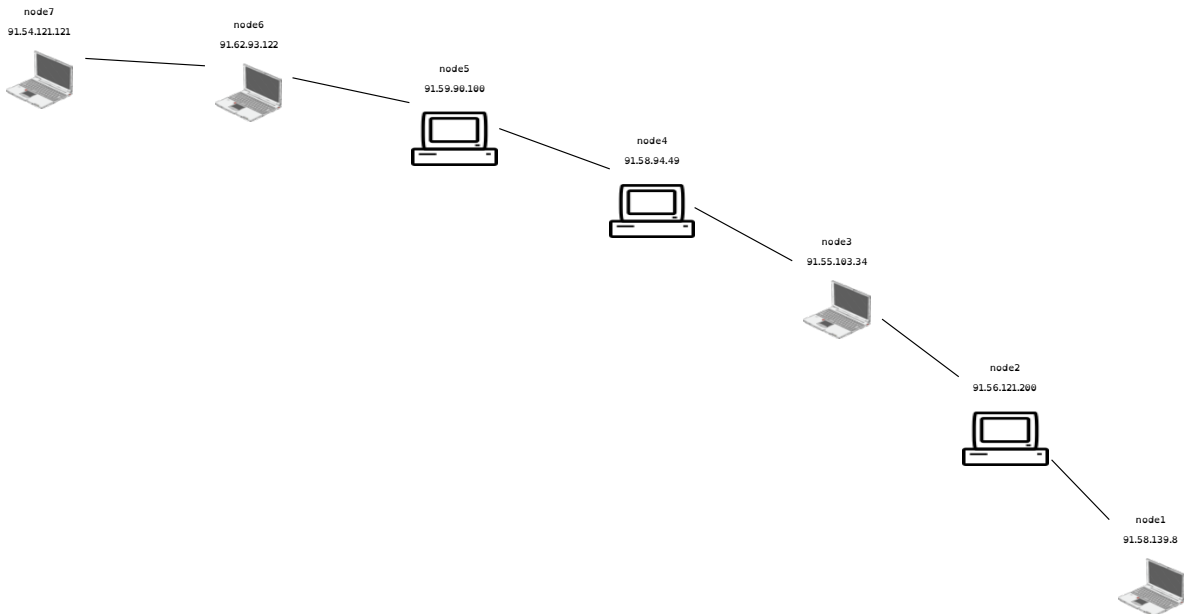 node7
91.54.121.121
node6
91.62.93.122
node5
91.59.90.100
node4
91.58.94.49
node3
91.55.103.34
node2
91.56.121.200
node1
91.58.139.8